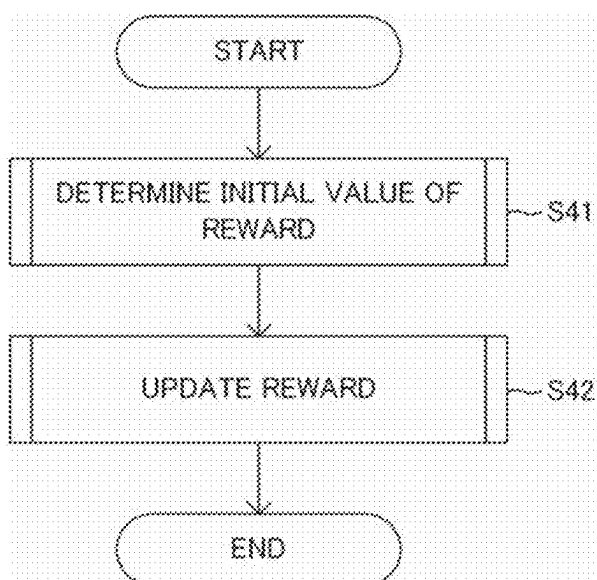 START
DETERMINE INITIAL VALUE OF
REWARD
S41
UPDATE REWARD
S42
END